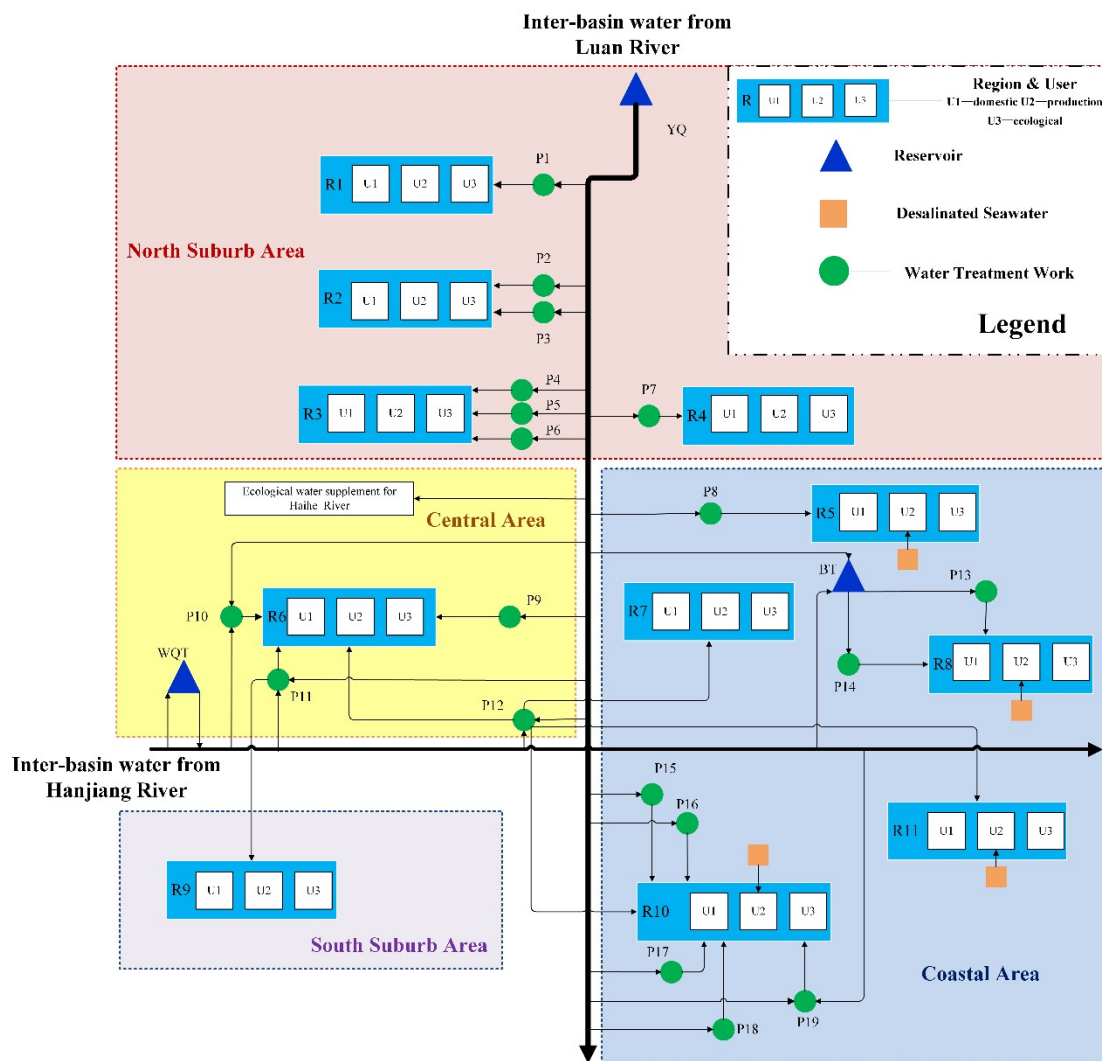 Inter-basin water from
Luan River
YQ
R U1 U2 U3
Region & User
U1—domestic U2—production
U3—ecological
Reservoir
Desalinated Seawater
Water Treatment Work
Legend
P1
R1 U1 U2 U3
North Suburb Area
P2
R2 U1 U2 U3
P3
P4
P5
P6
R3 U1 U2 U3
P7
R4 U1 U2 U3
Ecological water supplement for
Haihe River
Central Area
P8
R5 U1 U2 U3
BT
P13
P10
R6 U1 U2 U3
P9
R7 U1 U2 U3
P14
R8 U1 U2 U3
WQT
P11
P12
Inter-basin water from
Hanjiang River
P15
P16
R11 U1 U2 U3
R9 U1 U2 U3
R10 U1 U2 U3
South Suburb Area
P17
Coastal Area
P18
P19